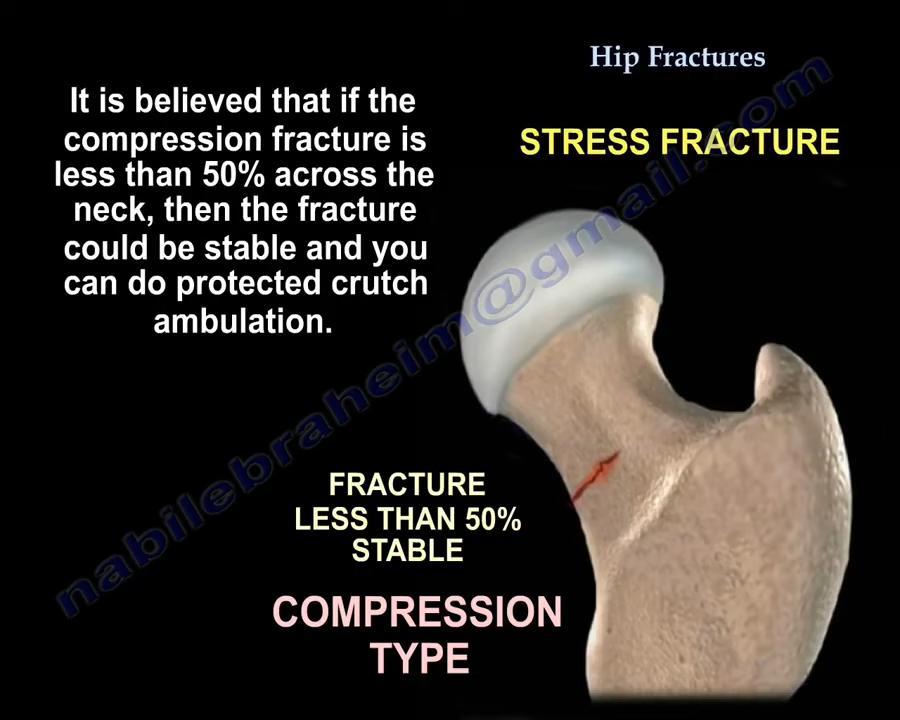 Hip Fractures
STRESS FRACTURE
It is believed that if the
compression fracture is
less than 50% across the
neck, then the fracture
could be stable and you
can do protected crutch
ambulation.
nabilebraheim@gmail.com
FRACTURE
LESS THAN 50%
STABLE
COMPRESSION
TYPE